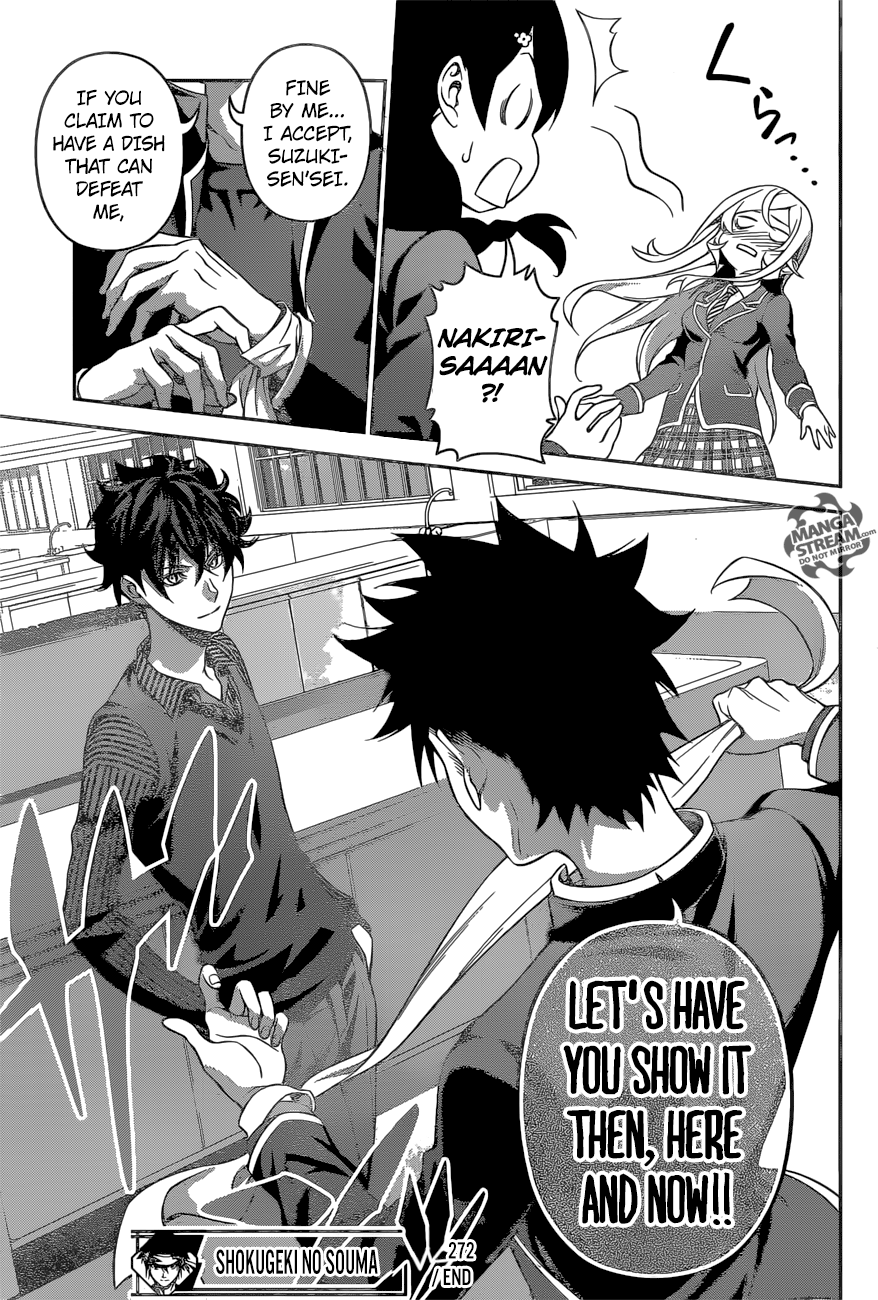 くらっ…
NAKIRI-
SAAAAN
?!
FINE
BY ME...
I ACCEPT,
SUZUKI-
SEN'SEI.
IF YOU
CLAIM TO
HAVE A DISH
THAT CAN
DEFEAT
ME,
MANGA
STREAM.com
DO NOT MIRROR!
LET'S HAVE
YOU SHOW IT
THEN, HERE
AND NOW!!
SHOKUGEKI NO SOUMA
272
/ END